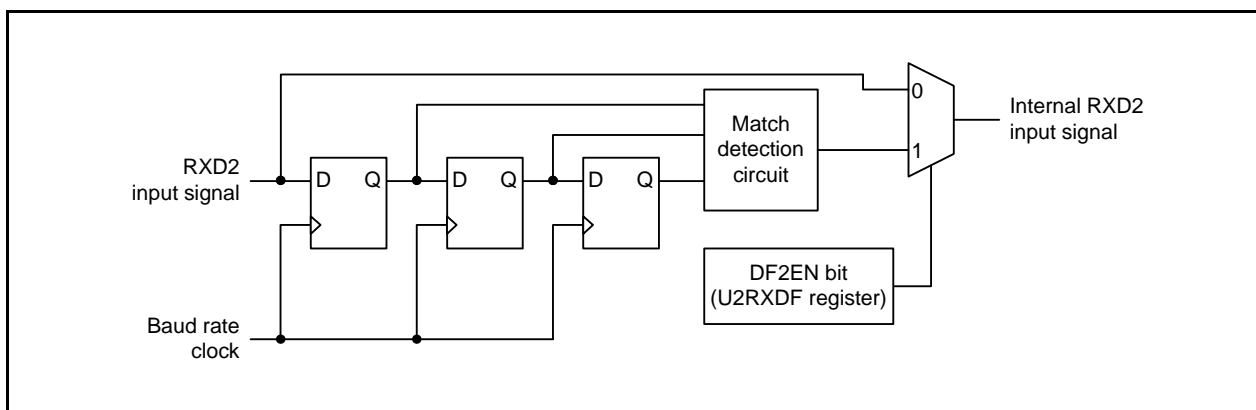 RXD2
input signal
D
Q
D
Q
D
Q
Match
detection
circuit
0
1
Internal RXD2
input signal
DF2EN bit
(U2RXDF register)
Baud rate
clock